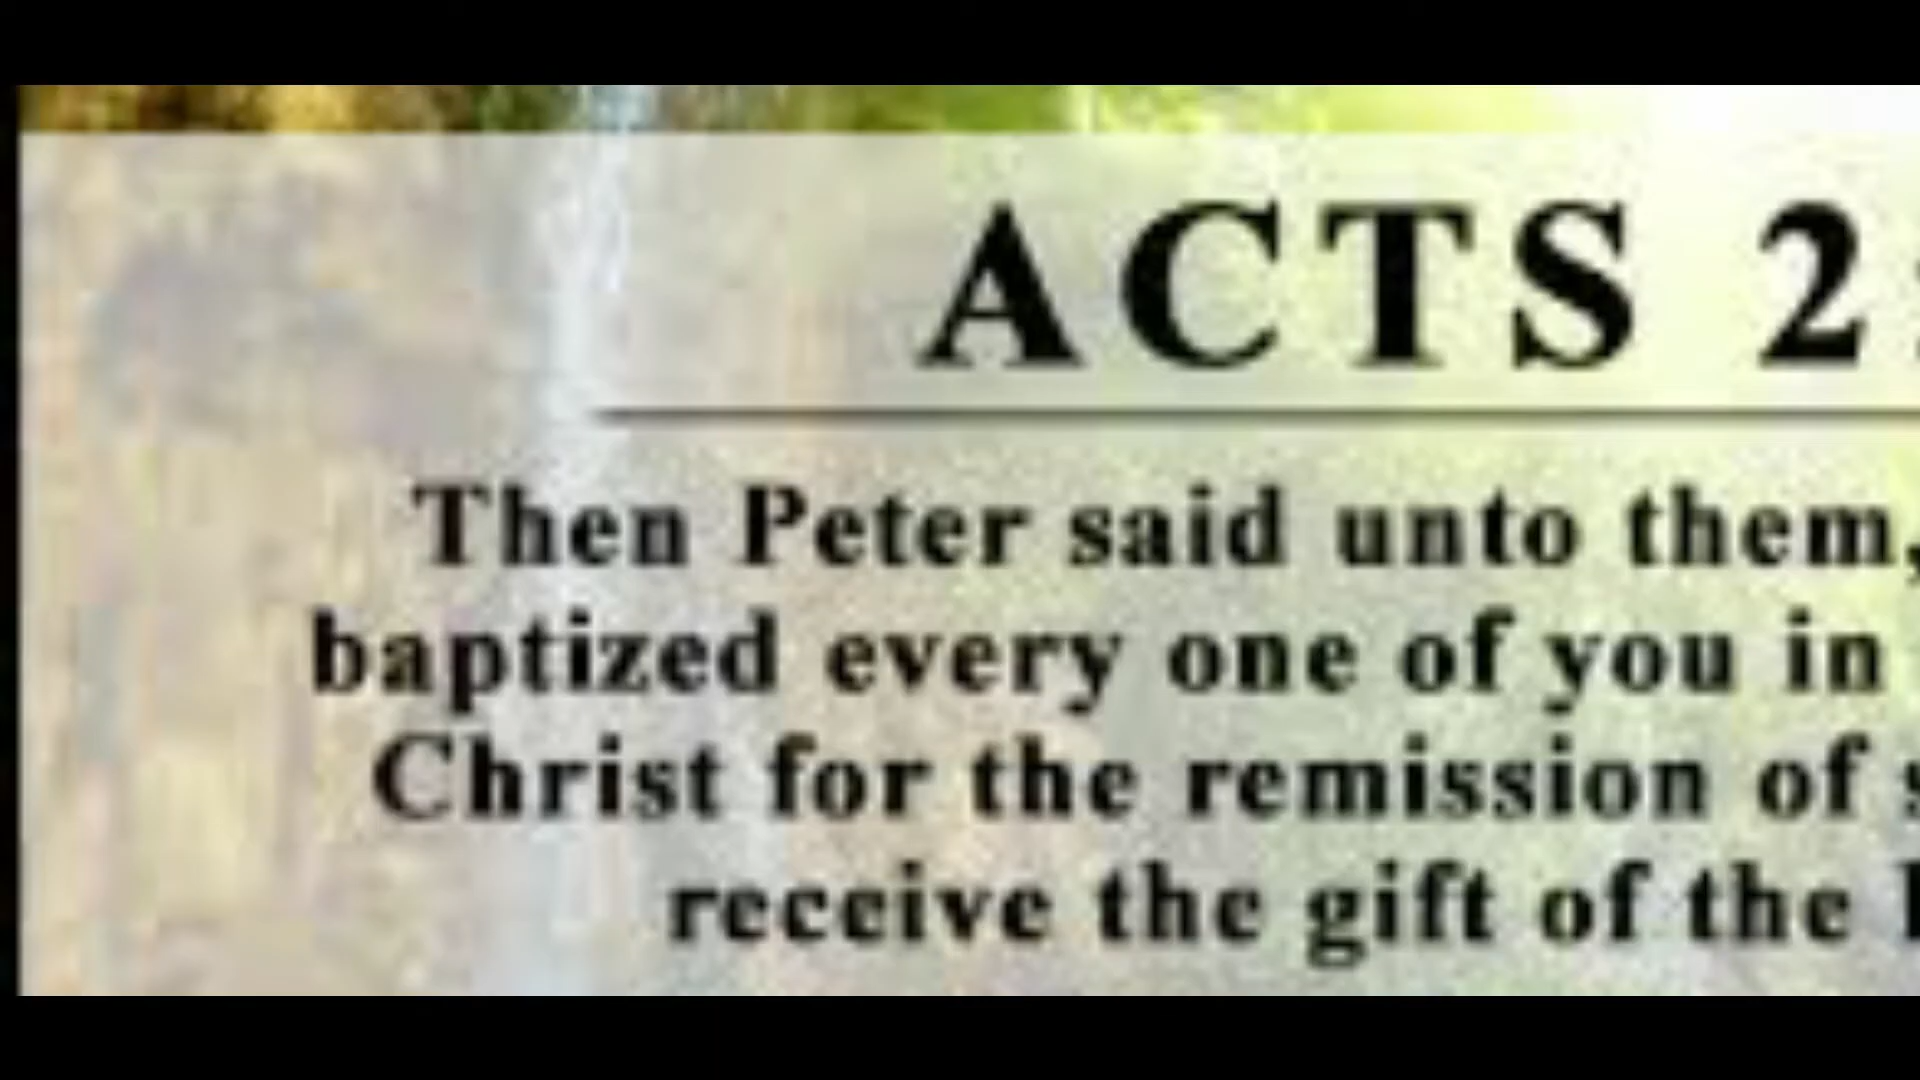 ACTS 2:
Then Peter said unto them,
baptized every one of you in
Christ for the remission of
receive the gift of the